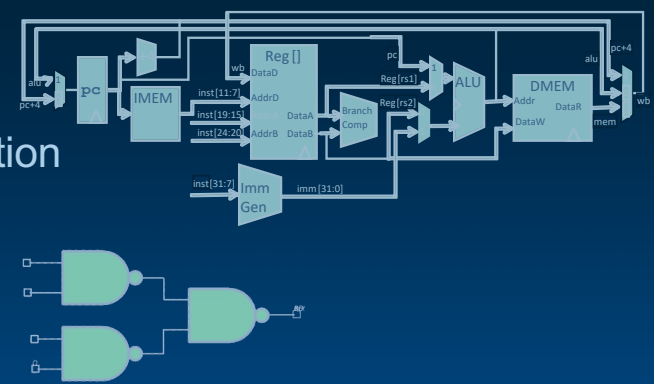 Reg []
pc
pc+4
alu
wb
DataD
1
1
alu
pc+4
pc
IMEM
inst[11:7]
AddrD
inst[19:15]
inst[24:20]
AddrB
DataA
DataB
Branch
Comp
Reg[rs1]
Reg[rs2]
ALU
DMEM
Addr
DataR
DataW
mem
wb
tion
inst[31:7]
Imm
Gen
imm[31:0]